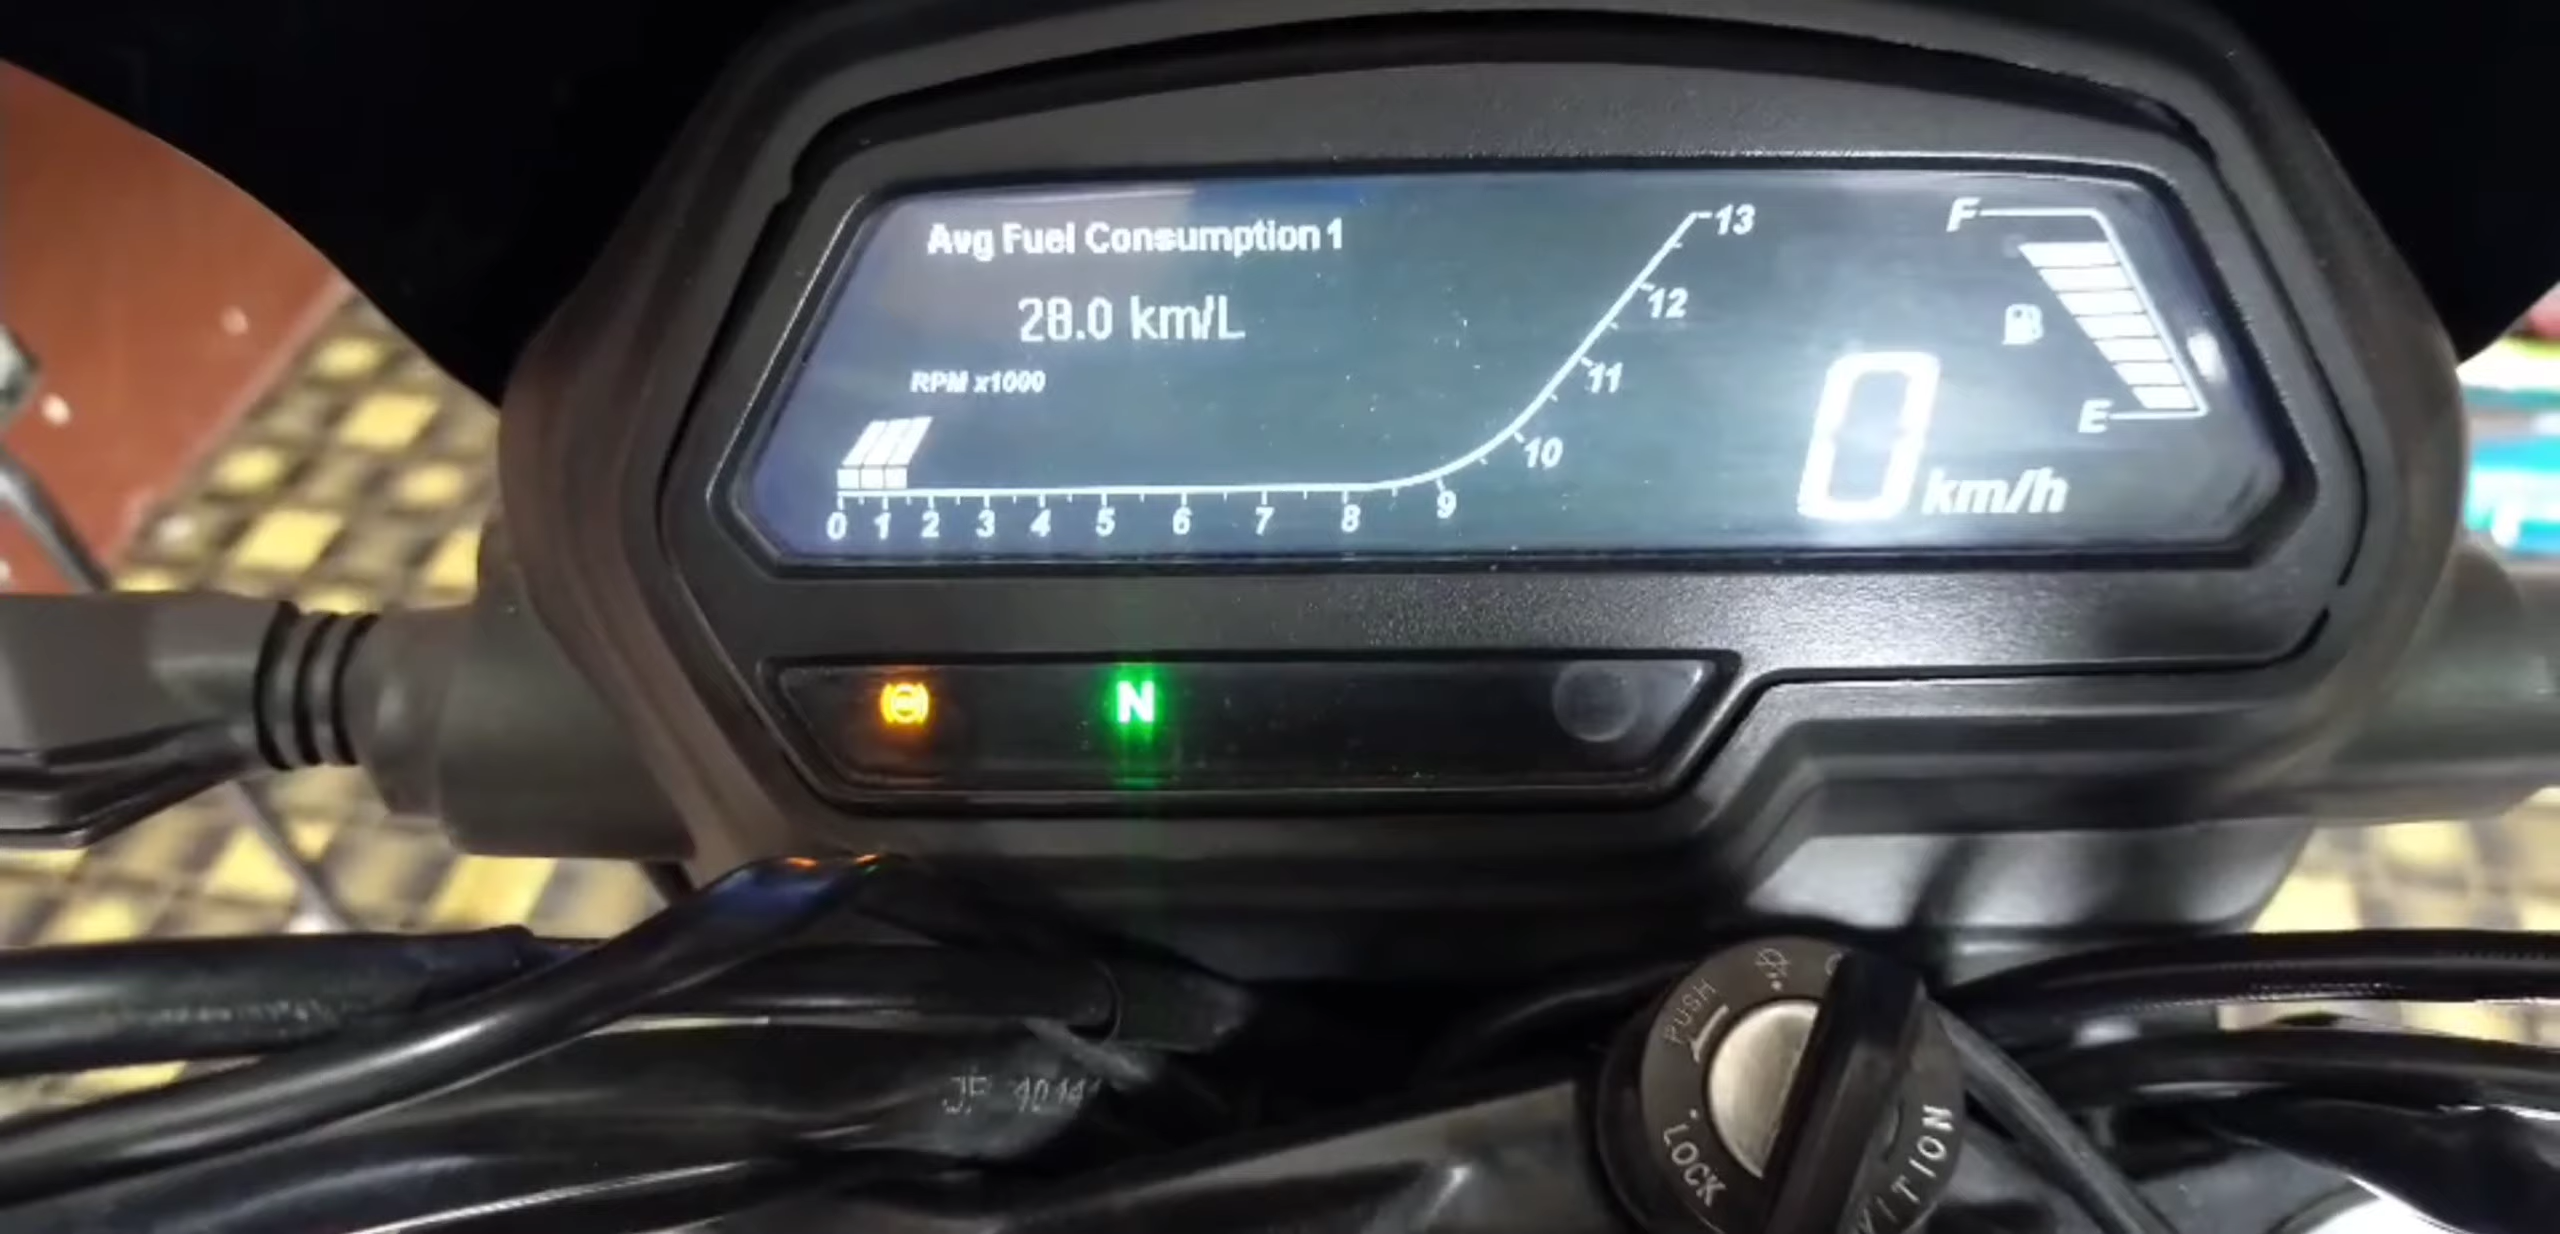 Avg Fuel Consumption 1
28.0 km/L
RPM x1000
0 1 2 3 4 5 6 7 8 9 10 11 12 13
F
E
0 km/h
N
PUSH
LOCK